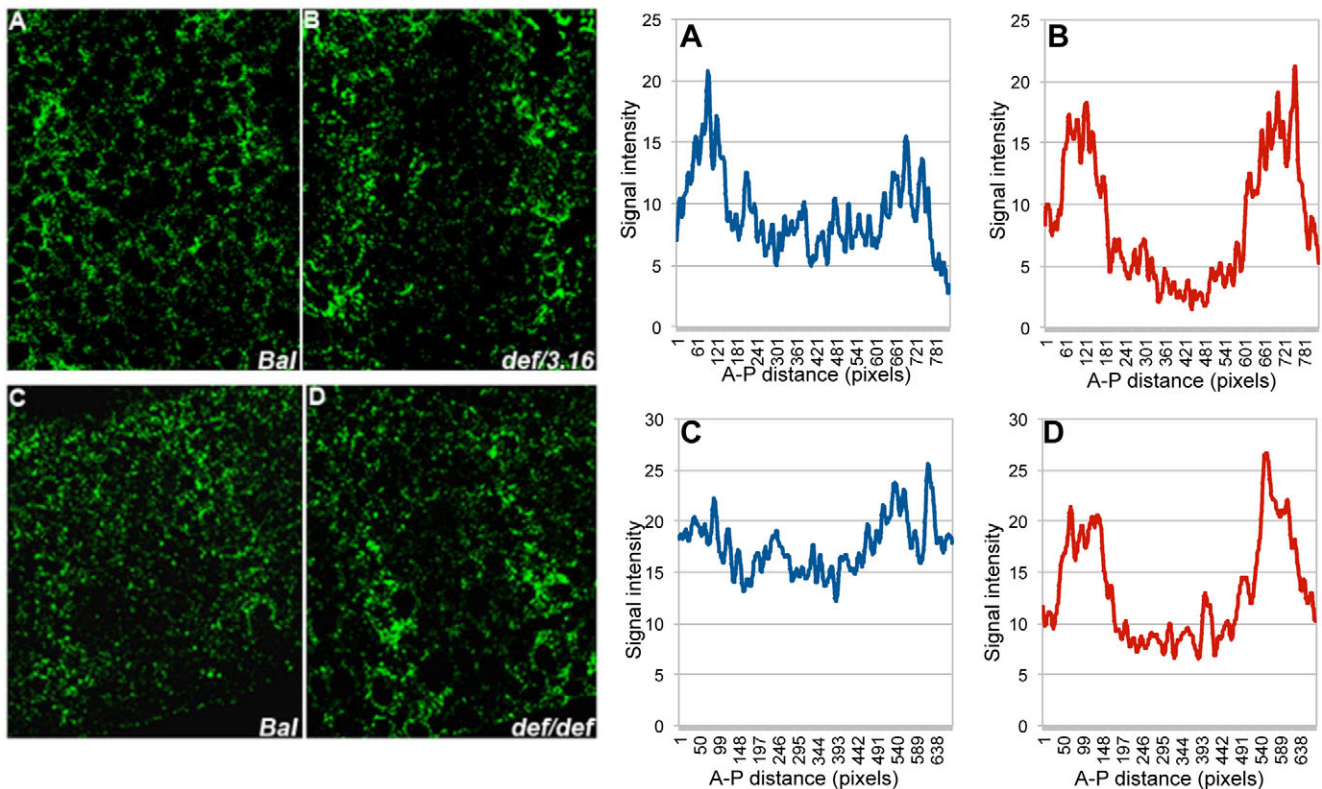 A
B
Bal
def/3.16
C
D
Bal
def/def
A
Signal intensity
25
20
15
10
5
0
1 61 121 181 241 301 361 421 481 541 601 661 721 781
A-P distance (pixels)
B
Signal intensity
25
20
15
10
5
0
1 61 121 181 241 301 361 421 481 541 601 661 721 781
A-P distance (pixels)
C
Signal intensity
30
25
20
15
10
5
0
1 50 99 148 197 246 295 344 393 442 491 540 589 638
A-P distance (pixels)
D
Signal intensity
30
25
20
15
10
5
0
1 50 99 148 197 246 295 344 393 442 491 540 589 638
A-P distance (pixels)